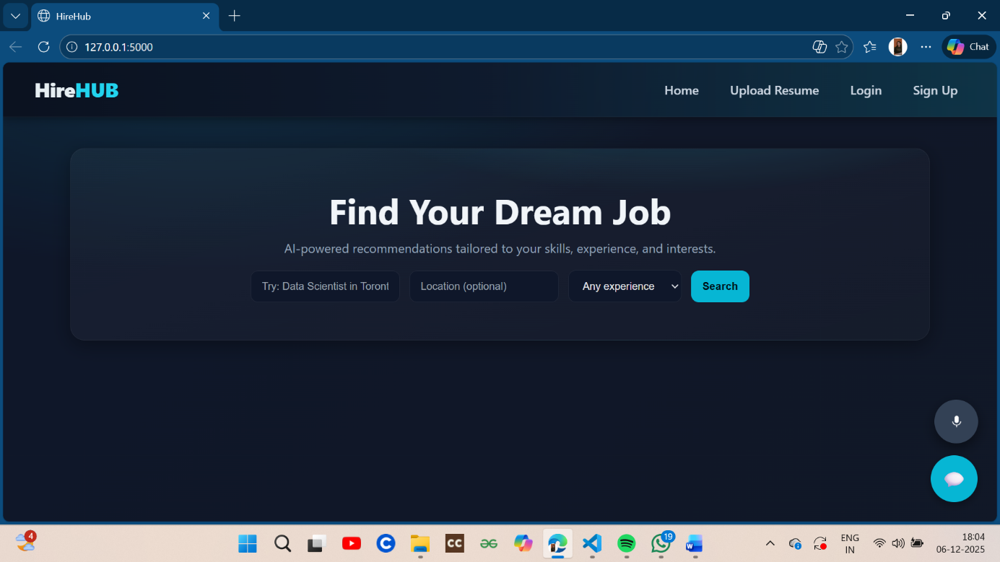 HireHub
127.0.0.1:5000
Chat
HireHUB
Home
Upload Resume
Login
Sign Up
Find Your Dream Job
AI-powered recommendations tailored to your skills, experience, and interests.
Try: Data Scientist in Toront
Location (optional)
Any experience
Search
4
C
CC
19
W
ENG
IN
18:04
06-12-2025